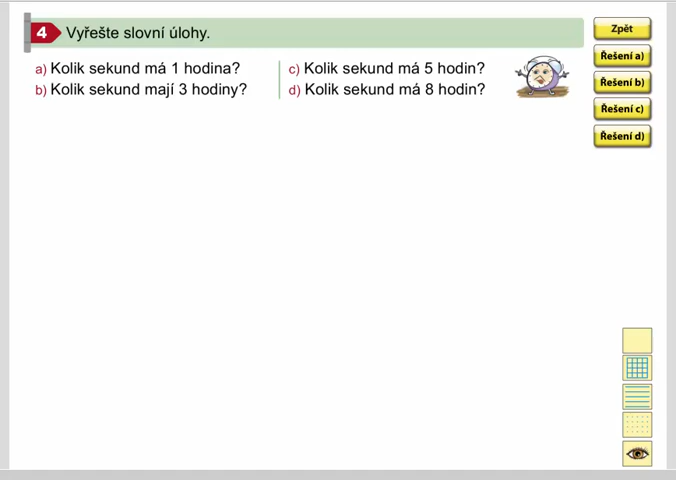 4 Vyřešte slovní úlohy.
a) Kolik sekund má 1 hodina?
b) Kolik sekund mají 3 hodiny?
c) Kolik sekund má 5 hodin?
d) Kolik sekund má 8 hodin?
Zpět
Řešení a)
Řešení b)
Řešení c)
Řešení d)